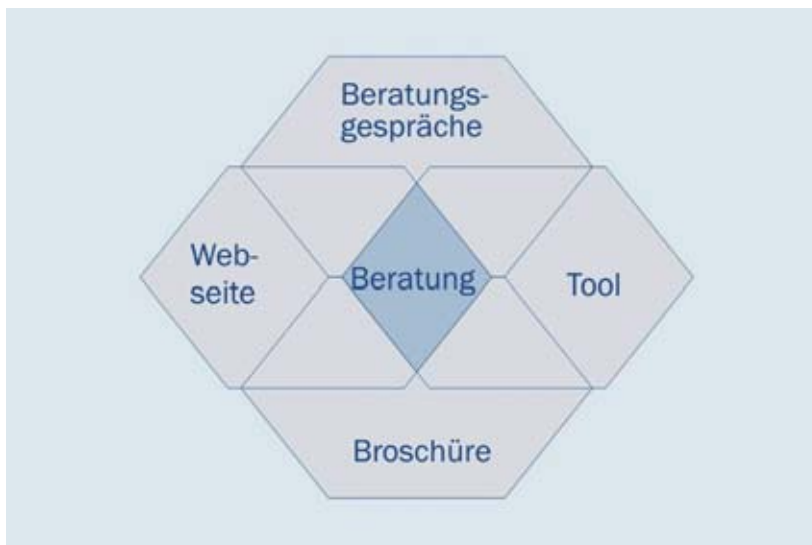 Beratungs-
gespräche
Web-
seite
Beratung
Tool
Broschüre